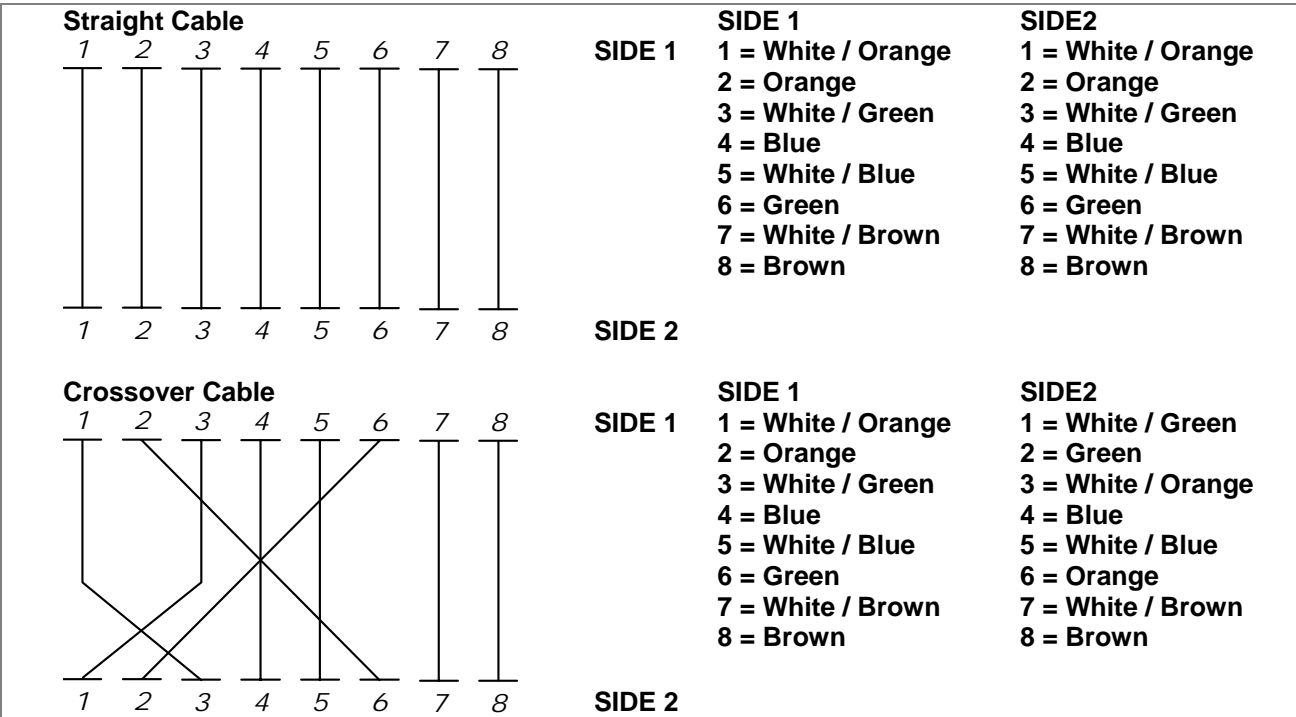 Straight Cable SIDE 1 SIDE2
1 2 3 4 5 6 7 8 SIDE 1 1 = White / Orange 1 = White / Orange
2 = Orange 2 = Orange
3 = White / Green 3 = White / Green
4 = Blue 4 = Blue
5 = White / Blue 5 = White / Blue
6 = Green 6 = Green
7 = White / Brown 7 = White / Brown
8 = Brown 8 = Brown
1 2 3 4 5 6 7 8 SIDE 2
Crossover Cable SIDE 1 SIDE2
1 2 3 4 5 6 7 8 SIDE 1 1 = White / Orange 1 = White / Green
2 = Orange 2 = Green
3 = White / Green 3 = White / Orange
4 = Blue 4 = Blue
5 = White / Blue 5 = White / Blue
6 = Green 6 = Orange
7 = White / Brown 7 = White / Brown
8 = Brown 8 = Brown
1 2 3 4 5 6 7 8 SIDE 2